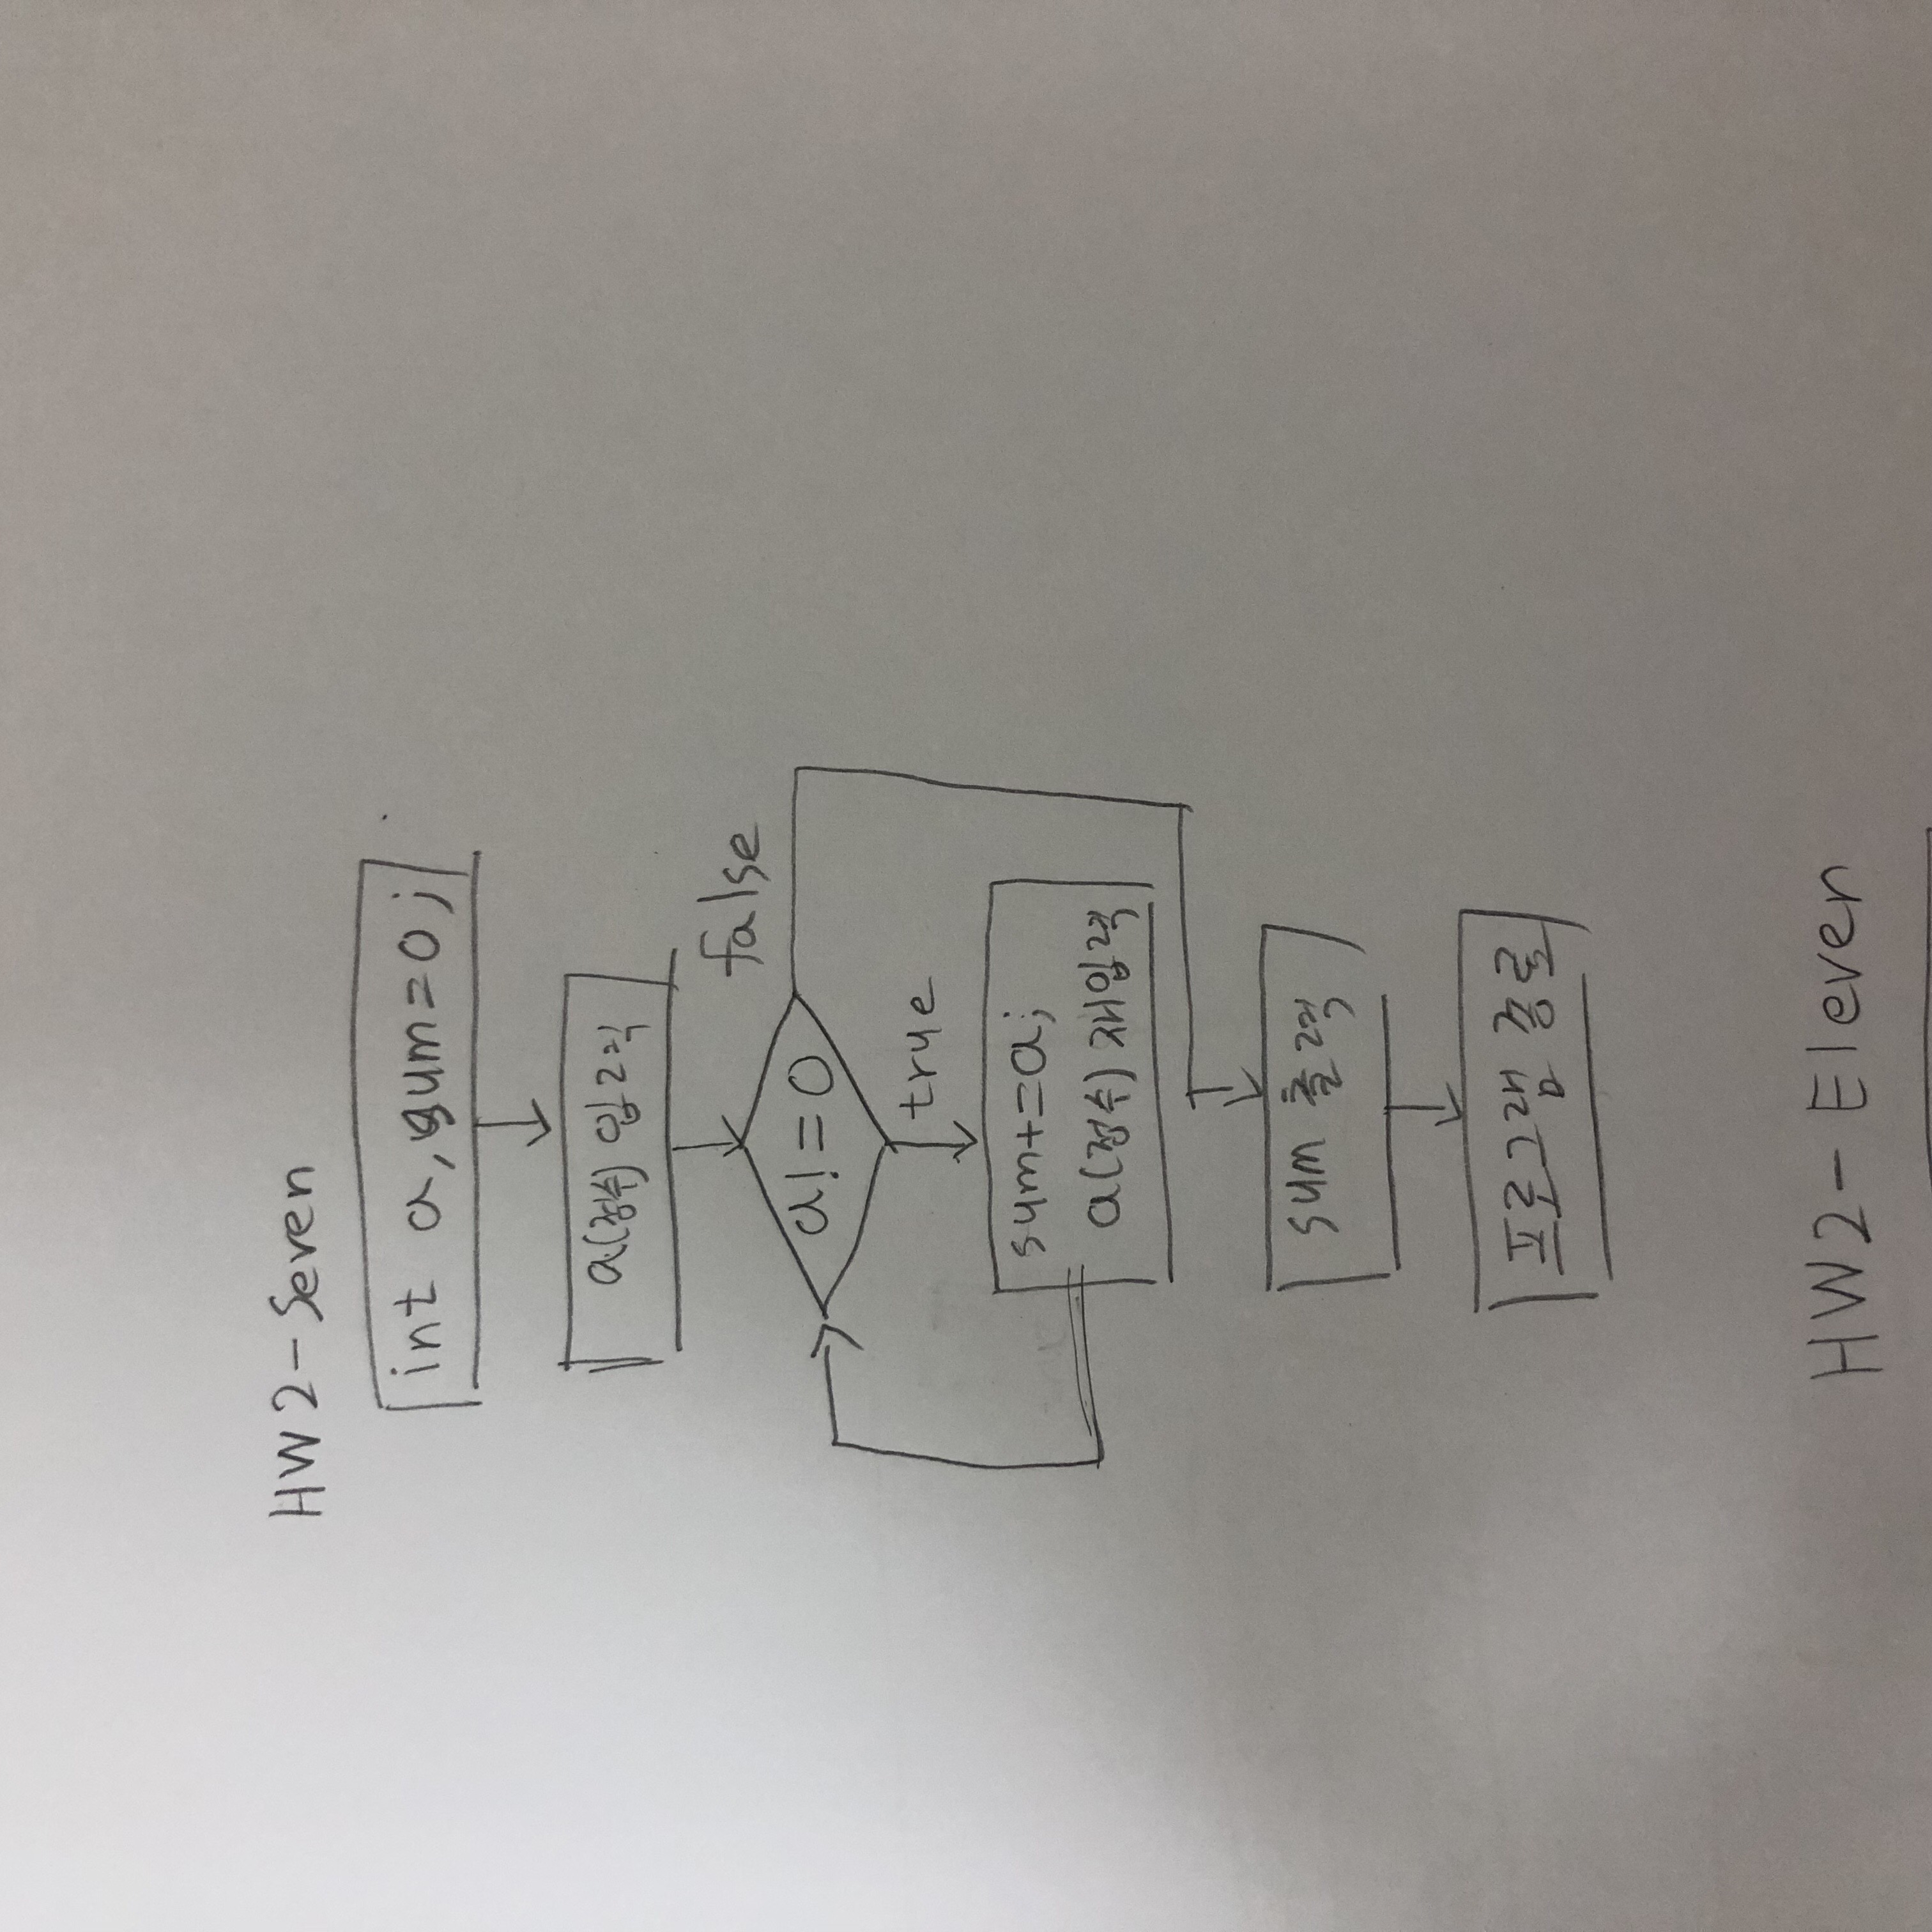 HW2-Seven
int a, sum=0;
a(정수) 입력
a!=0
false
true
sum+=a;
a(정수) 재입력
sum 출력
프로그램 종료
HW2-Eleven